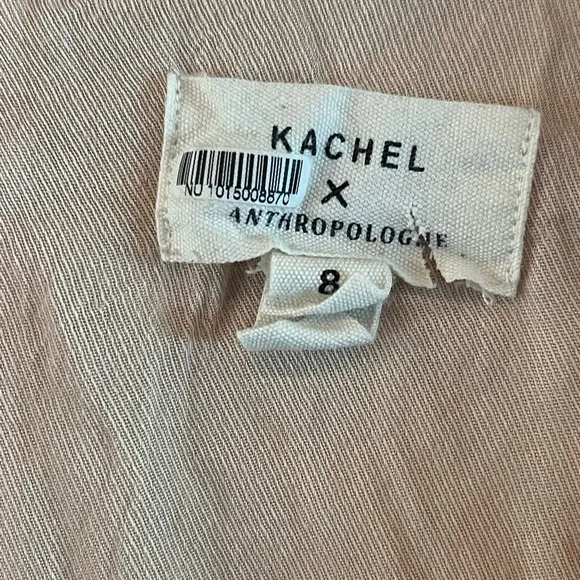 KACHEL
NU 1015008870
X
ANTHROPOLOGIE
8